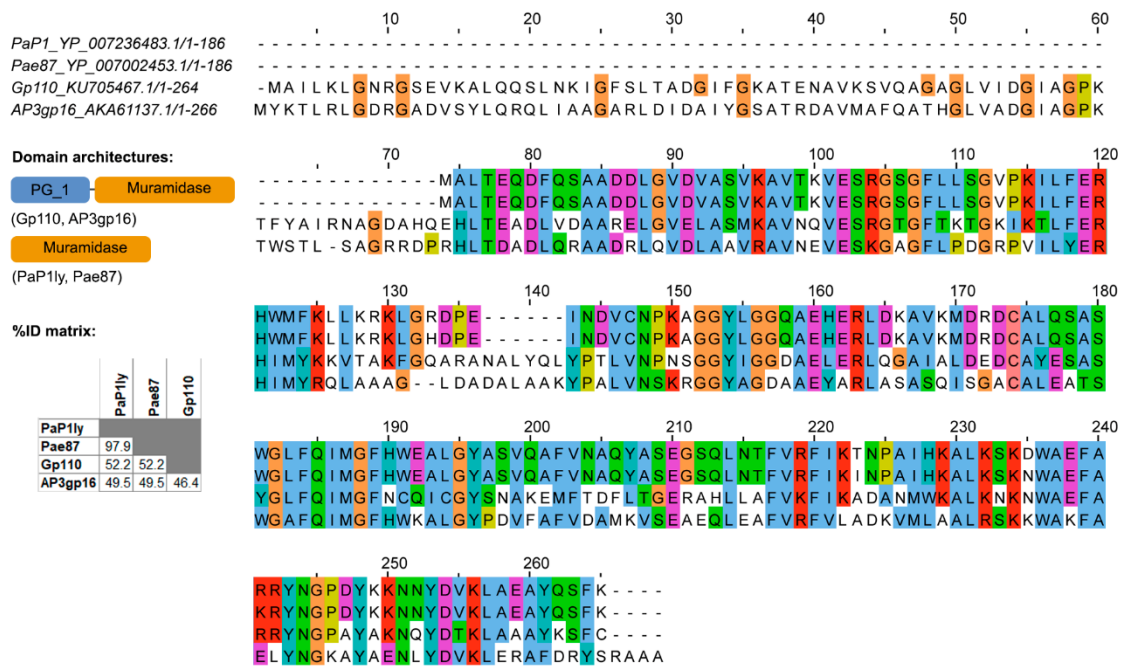 10 20 30 40 50 60
PaP1_YP_007236483.1/1-186 ------------------------------------------------------------
Pae87_YP_007002453.1/1-186 ------------------------------------------------------------
Gp110_KU705467.1/1-264 -MAILKLGNRGSEVKALQQSLNKIGFSLTADGIFGKATENAVKSVQAGAGLVIDGIAGPK
AP3gp16_AKA61137.1/1-266 MYKTLRLGDRGADVSYLQRQLIAAGARLDIDAIYGSATRDAVMAFQATHGLVADGIAGPK
Domain architectures:
PG_1 Muramidase
(Gp110, AP3gp16)
Muramidase
(PaP1ly, Pae87)
70 80 90 100 110 120
-------------MALTEQDFQSAADDLGVDVASVKAVTKVESRGSGFLLSGVPKILFER
-------------MALTEQDFQSAADDLGVDVASVKAVTKVESRGSGFLLSGVPKILFER
TFYAIRNAGDAHQEHLTEADLVDAARELGVELASMKAVNQVESRGTGFTKTGKIKTLFER
TWSTL-SAGRRDPRHLTDADLQRAADRLQVDLAAVRAVNEVESKGAGFLPDGRPVILYER
130 140 150 160 170 180
HWMFKLLKRKLGRDPE------INDVCNPKAGGYLGGQAEHERLDKAVKMDRDCALQSAS
HWMFKLLKRKLGHDPE------INDVCNPKAGGYLGGQAEHERLDKAVKMDRDCALQSAS
HIMYKKVTAKFGQARANALYQLYPTLVNPNSGGYIGGDAELERLQGAIALDEDCAYESAS
HIMYRQLAAAG--LDADALAAKYPALVNSKRGGYAGDAAEYARLASASQISGACALEATS
%ID matrix:
PaP1ly Pae87 Gp110
PaP1ly
Pae87 97.9
Gp110 52.2 52.2
AP3gp16 49.5 49.5 46.4
190 200 210 220 230 240
WGLFQIMGFHWEALGYASVQAFVNAQYASEGSQLNTFVRFIKTNPAIHKALKSKDWAEFA
WGLFQIMGFHWEALGYASVQAFVNAQYASEGSQLNTFVRFIKINPAIHKALKSKNWAEFA
YGLFQIMGFNCQICGYSNAKEMFTDFLTGERAHLLAFVKFIKADANMWKALKNKNWAEFA
WGAFQIMGFHWKALGYPDVFAFVDAMKVSEAEQLEAFVRFVLADKVMLAALRSKKWAKFA
250 260
RRYNGPDYKKNNYDVKLAEAYQSFK----
KRYNGPDYKKNNYDVKLAEAYQSFK----
RRYNGPAYAKNQYDTKLAAAYKSFC----
ELYNGKAYAENLYDVKLERAFDRYSRAAA